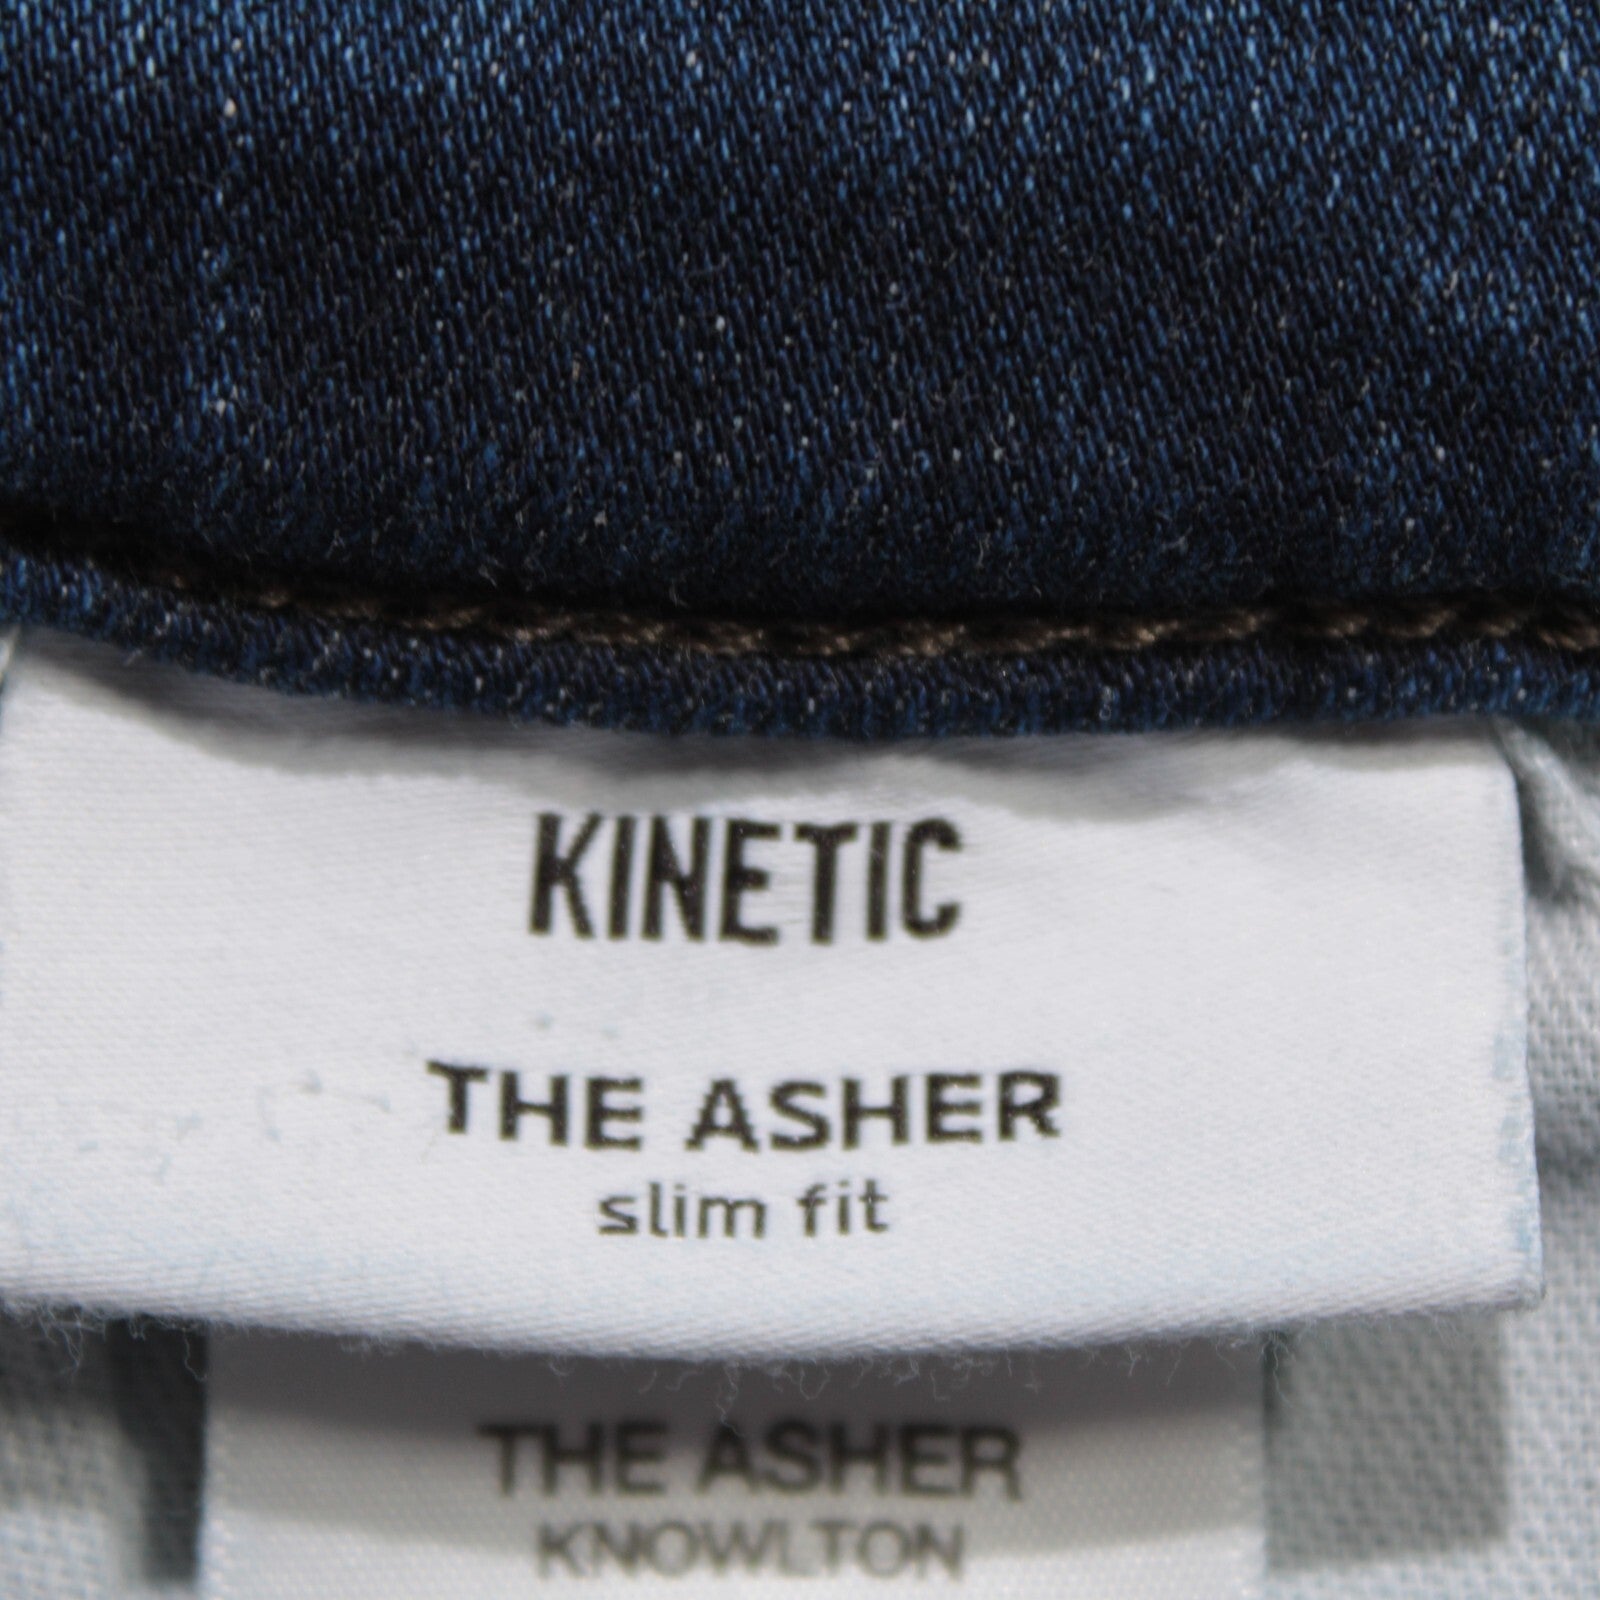 KINETIC
THE ASHER
slim fit
THE ASHER
KNOWLTON